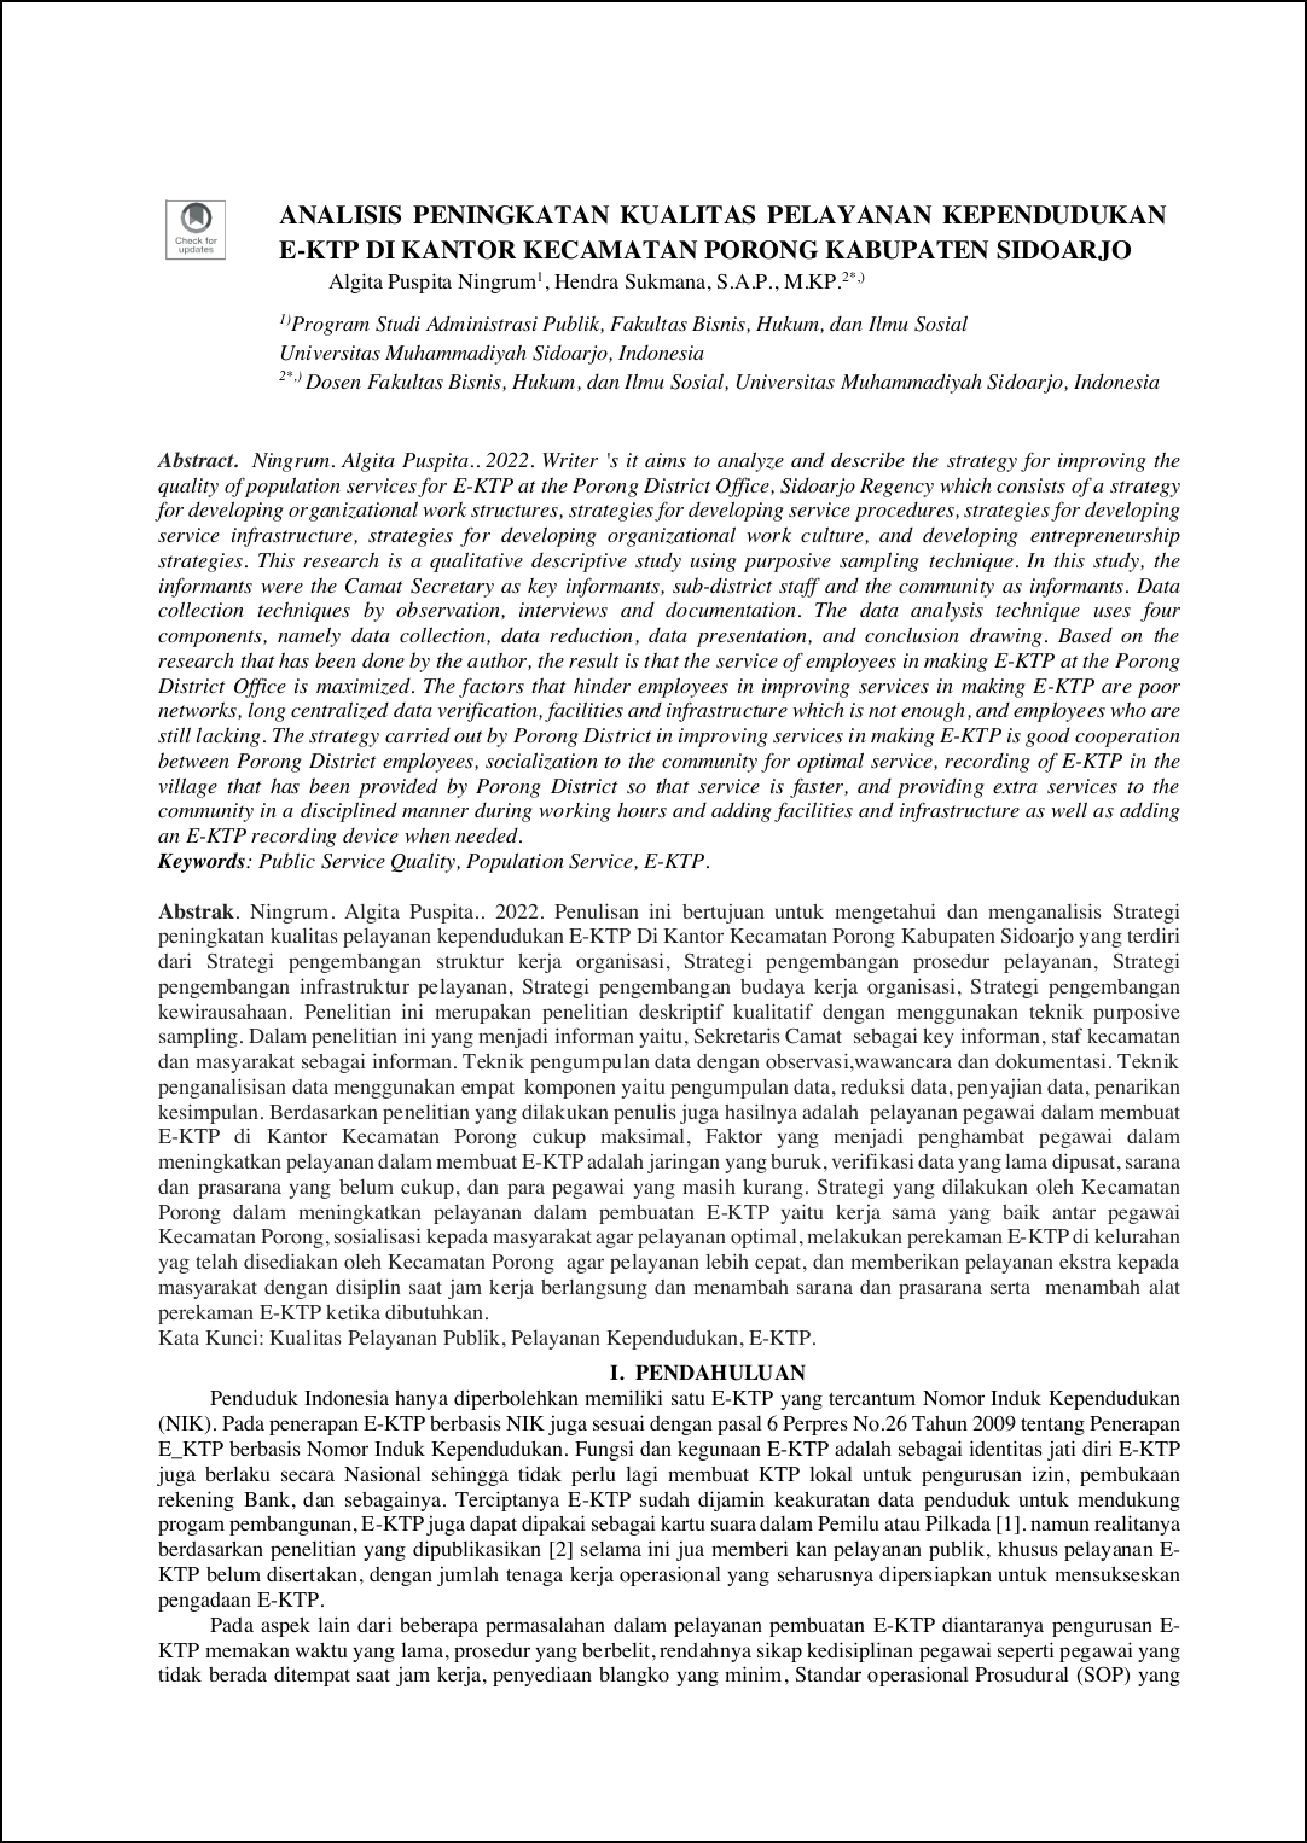 Check for
updates
ANALISIS PENINGKATAN KUALITAS PELAYANAN KEPENDUDUKAN
E-KTP DI KANTOR KECAMATAN PORONG KABUPATEN SIDOARJO
Algita Puspita Ningrum1, Hendra Sukmana, S.A.P., M.KP.2*,)
1)Program Studi Administrasi Publik, Fakultas Bisnis, Hukum, dan Ilmu Sosial
Universitas Muhammadiyah Sidoarjo, Indonesia
2*,) Dosen Fakultas Bisnis, Hukum, dan Ilmu Sosial, Universitas Muhammadiyah Sidoarjo, Indonesia
Abstract. Ningrum. Algita Puspita.. 2022. Writer 's it aims to analyze and describe the strategy for improving the
quality of population services for E-KTP at the Porong District Office, Sidoarjo Regency which consists of a strategy
for developing organizational work structures, strategies for developing service procedures, strategies for developing
service infrastructure, strategies for developing organizational work culture, and developing entrepreneurship
strategies. This research is a qualitative descriptive study using purposive sampling technique. In this study, the
informants were the Camat Secretary as key informants, sub-district staff and the community as informants. Data
collection techniques by observation, interviews and documentation. The data analysis technique uses four
components, namely data collection, data reduction, data presentation, and conclusion drawing. Based on the
research that has been done by the author, the result is that the service of employees in making E-KTP at the Porong
District Office is maximized. The factors that hinder employees in improving services in making E-KTP are poor
networks, long centralized data verification, facilities and infrastructure which is not enough, and employees who are
still lacking. The strategy carried out by Porong District in improving services in making E-KTP is good cooperation
between Porong District employees, socialization to the community for optimal service, recording of E-KTP in the
village that has been provided by Porong District so that service is faster, and providing extra services to the
community in a disciplined manner during working hours and adding facilities and infrastructure as well as adding
an E-KTP recording device when needed.
Keywords: Public Service Quality, Population Service, E-KTP.
Abstrak. Ningrum. Algita Puspita.. 2022. Penulisan ini bertujuan untuk mengetahui dan menganalisis Strategi
peningkatan kualitas pelayanan kependudukan E-KTP Di Kantor Kecamatan Porong Kabupaten Sidoarjo yang terdiri
dari Strategi pengembangan struktur kerja organisasi, Strategi pengembangan prosedur pelayanan, Strategi
pengembangan infrastruktur pelayanan, Strategi pengembangan budaya kerja organisasi, Strategi pengembangan
kewirausahaan. Penelitian ini merupakan penelitian deskriptif kualitatif dengan menggunakan teknik purposive
sampling. Dalam penelitian ini yang menjadi informan yaitu, Sekretaris Camat sebagai key informan, staf kecamatan
dan masyarakat sebagai informan. Teknik pengumpulan data dengan observasi,wawancara dan dokumentasi. Teknik
penganalisisan data menggunakan empat komponen yaitu pengumpulan data, reduksi data, penyajian data, penarikan
kesimpulan. Berdasarkan penelitian yang dilakukan penulis juga hasilnya adalah pelayanan pegawai dalam membuat
E-KTP di Kantor Kecamatan Porong cukup maksimal, Faktor yang menjadi penghambat pegawai dalam
meningkatkan pelayanan dalam membuat E-KTP adalah jaringan yang buruk, verifikasi data yang lama dipusat, sarana
dan prasarana yang belum cukup, dan para pegawai yang masih kurang. Strategi yang dilakukan oleh Kecamatan
Porong dalam meningkatkan pelayanan dalam pembuatan E-KTP yaitu kerja sama yang baik antar pegawai
Kecamatan Porong, sosialisasi kepada masyarakat agar pelayanan optimal, melakukan perekaman E-KTP di kelurahan
yag telah disediakan oleh Kecamatan Porong agar pelayanan lebih cepat, dan memberikan pelayanan ekstra kepada
masyarakat dengan disiplin saat jam kerja berlangsung dan menambah sarana dan prasarana serta menambah alat
perekaman E-KTP ketika dibutuhkan.
Kata Kunci: Kualitas Pelayanan Publik, Pelayanan Kependudukan, E-KTP.
I. PENDAHULUAN
Penduduk Indonesia hanya diperbolehkan memiliki satu E-KTP yang tercantum Nomor Induk Kependudukan
(NIK). Pada penerapan E-KTP berbasis NIK juga sesuai dengan pasal 6 Perpres No.26 Tahun 2009 tentang Penerapan
E_KTP berbasis Nomor Induk Kependudukan. Fungsi dan kegunaan E-KTP adalah sebagai identitas jati diri E-KTP
juga berlaku secara Nasional sehingga tidak perlu lagi membuat KTP lokal untuk pengurusan izin, pembukaan
rekening Bank, dan sebagainya. Terciptanya E-KTP sudah dijamin keakuratan data penduduk untuk mendukung
progam pembangunan, E-KTP juga dapat dipakai sebagai kartu suara dalam Pemilu atau Pilkada [1]. namun realitanya
berdasarkan penelitian yang dipublikasikan [2] selama ini jua memberi kan pelayanan publik, khusus pelayanan E-
KTP belum disertakan, dengan jumlah tenaga kerja operasional yang seharusnya dipersiapkan untuk mensukseskan
pengadaan E-KTP.
Pada aspek lain dari beberapa permasalahan dalam pelayanan pembuatan E-KTP diantaranya pengurusan E-
KTP memakan waktu yang lama, prosedur yang berbelit, rendahnya sikap kedisiplinan pegawai seperti pegawai yang
tidak berada ditempat saat jam kerja, penyediaan blangko yang minim, Standar operasional Prosudural (SOP) yang